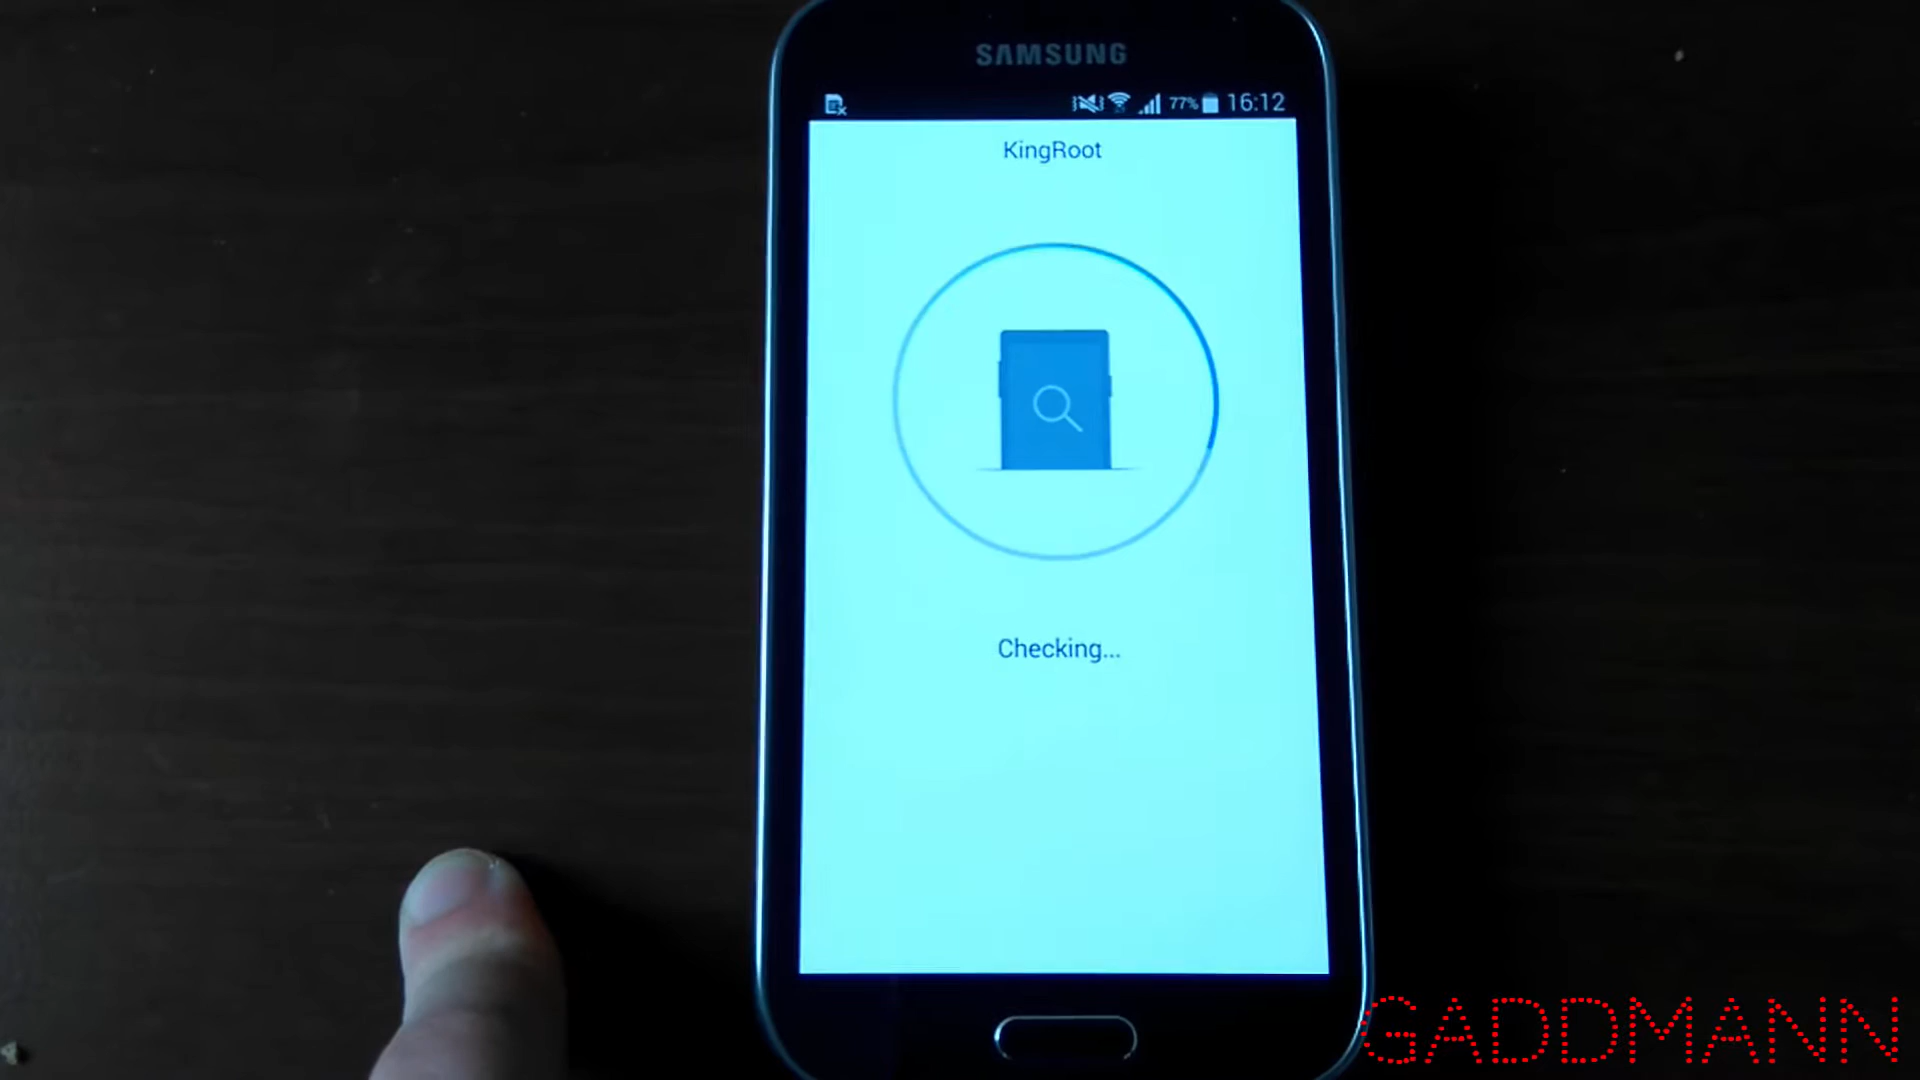 SAMSUNG
77% 16:12
KingRoot
Checking...
GADDMANN